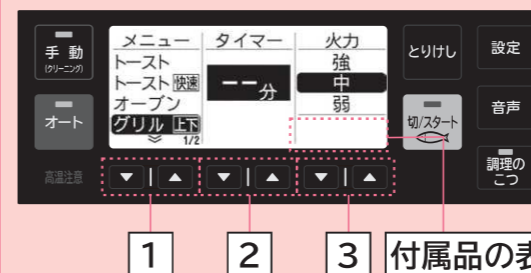 手動
(クリーニング)
オート
高温注意
メニュー
トースト
トースト 快速
オーブン
グリル 上下
1/2
タイマー
--分
火力
強
中
弱
とりけし
切/スタート
設定
音声
調理の
こつ
1
2
3
付属品の表